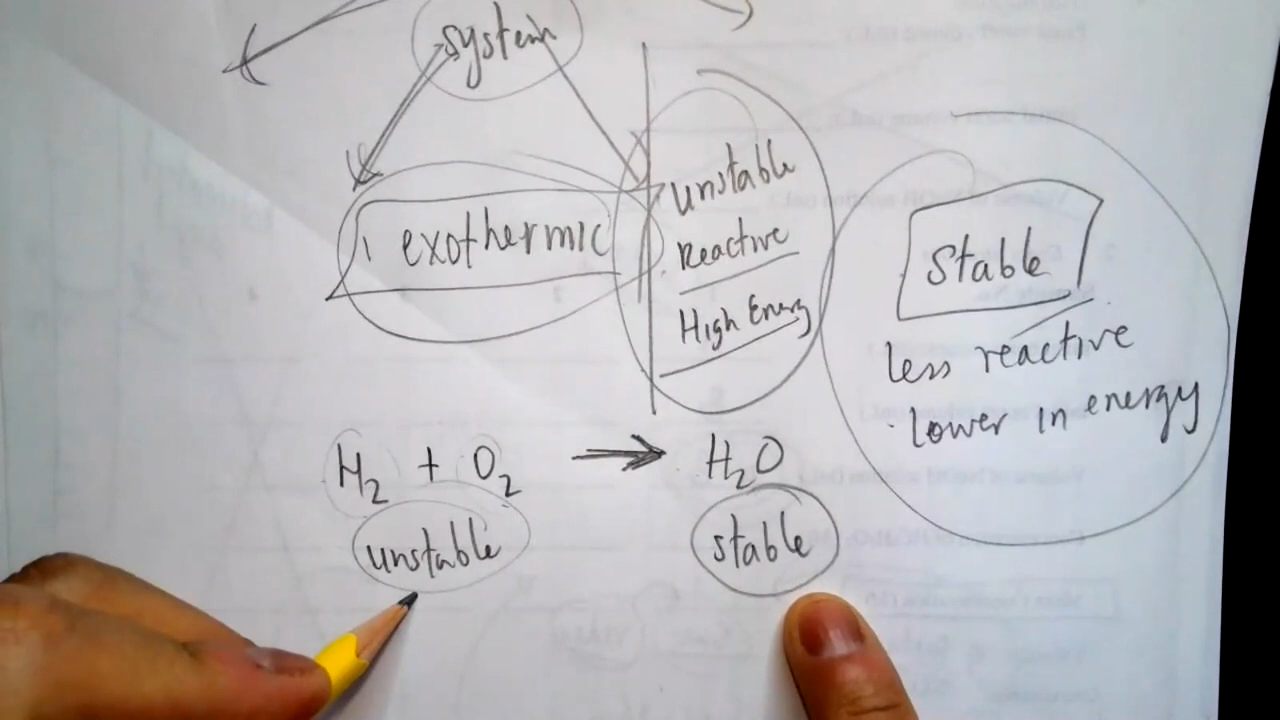 system
exothermic
unstable
Reactive
High Energy
stable
less reactive
lower in energy
H₂ + O₂ → H₂O
unstable
stable